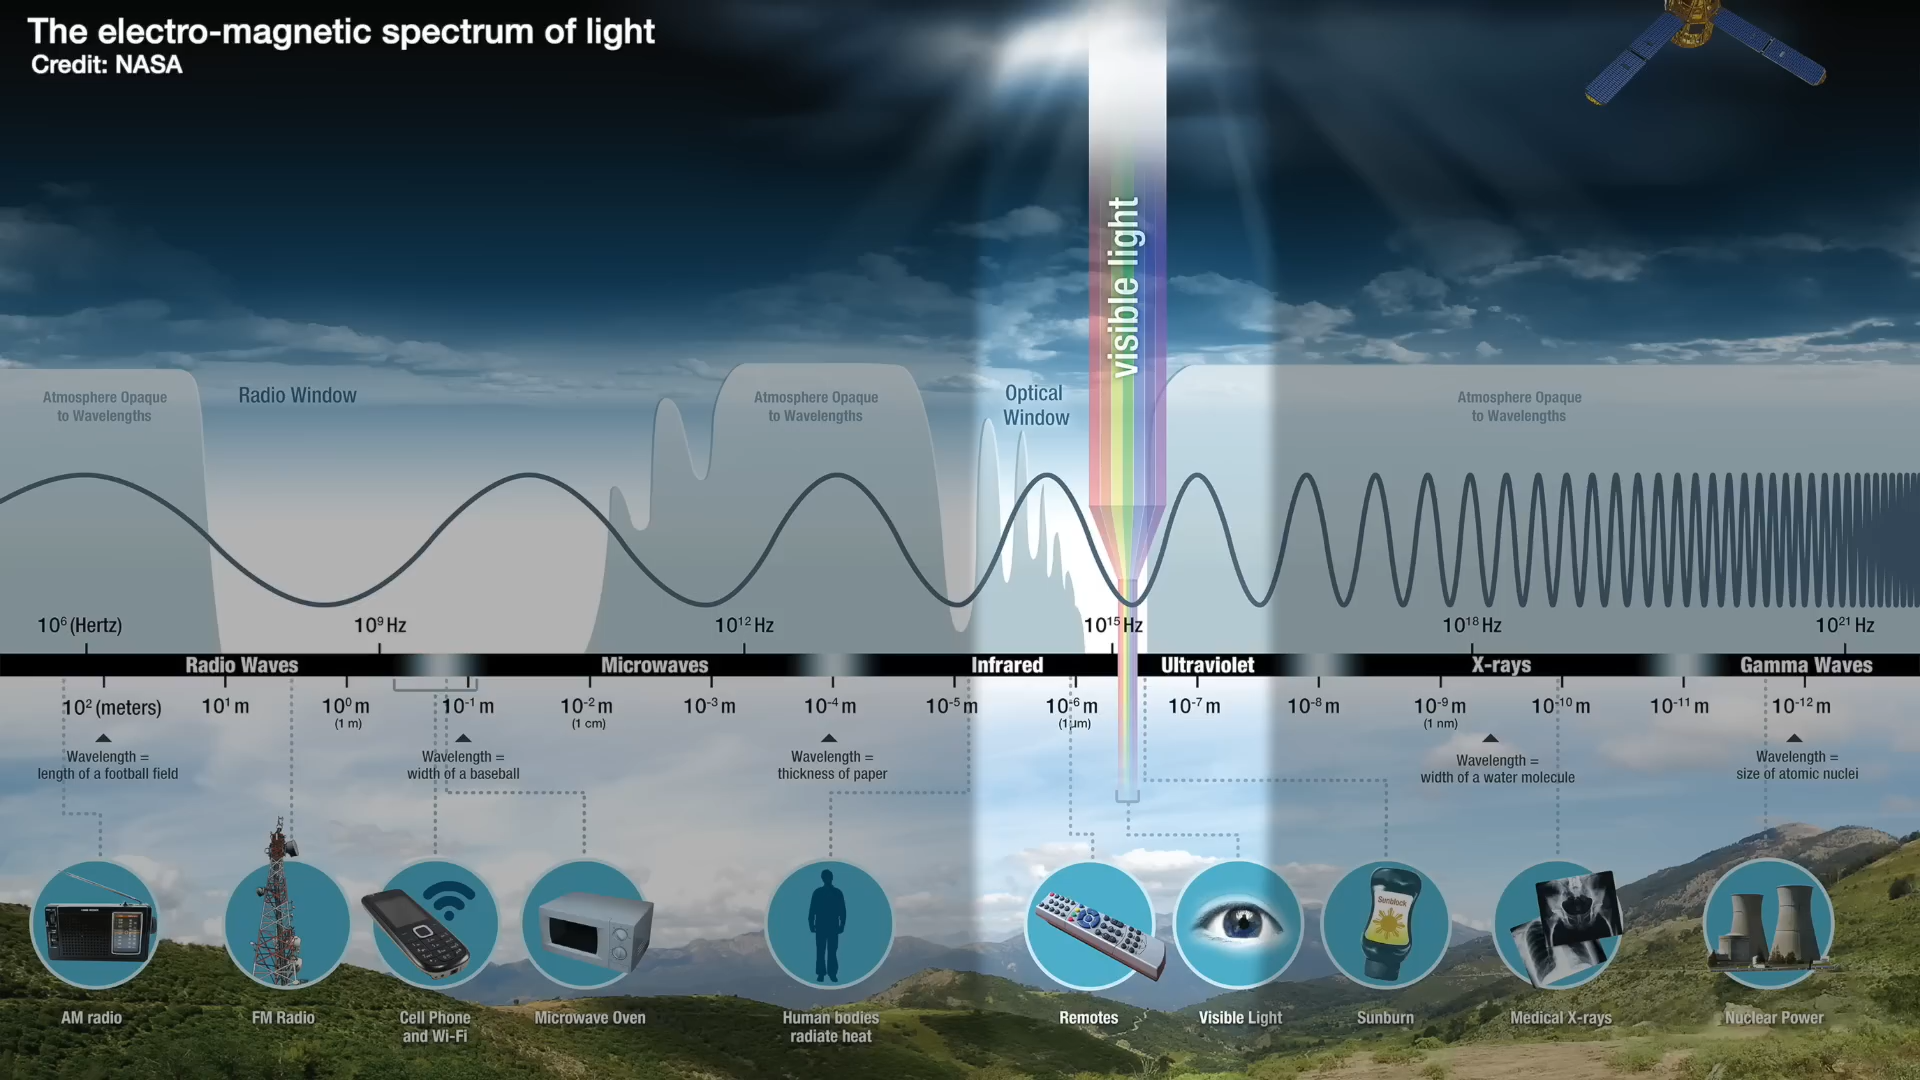 The electro-magnetic spectrum of light
Credit: NASA
visible light
Atmosphere Opaque
to Wavelengths
Radio Window
Atmosphere Opaque
to Wavelengths
Optical
Window
Atmosphere Opaque
to Wavelengths
10⁶ (Hertz)
10⁹ Hz
10¹² Hz
10¹⁵ Hz
10¹⁸ Hz
10²¹ Hz
Radio Waves
Microwaves
Infrared
Ultraviolet
X-rays
Gamma Waves
10² (meters)
10¹ m
10⁰ m
(1 m)
10⁻¹ m
10⁻² m
(1 cm)
10⁻³ m
10⁻⁴ m
10⁻⁵ m
10⁻⁶ m
(1µm)
10⁻⁷ m
10⁻⁸ m
10⁻⁹ m
(1 nm)
10⁻¹⁰ m
10⁻¹¹ m
10⁻¹² m
Wavelength =
length of a football field
Wavelength =
width of a baseball
Wavelength =
thickness of paper
Wavelength =
width of a water molecule
Wavelength =
size of atomic nuclei
Sunblock
AM radio
FM Radio
Cell Phone
and Wi-Fi
Microwave Oven
Human bodies
radiate heat
Remotes
Visible Light
Sunburn
Medical X-rays
Nuclear Power